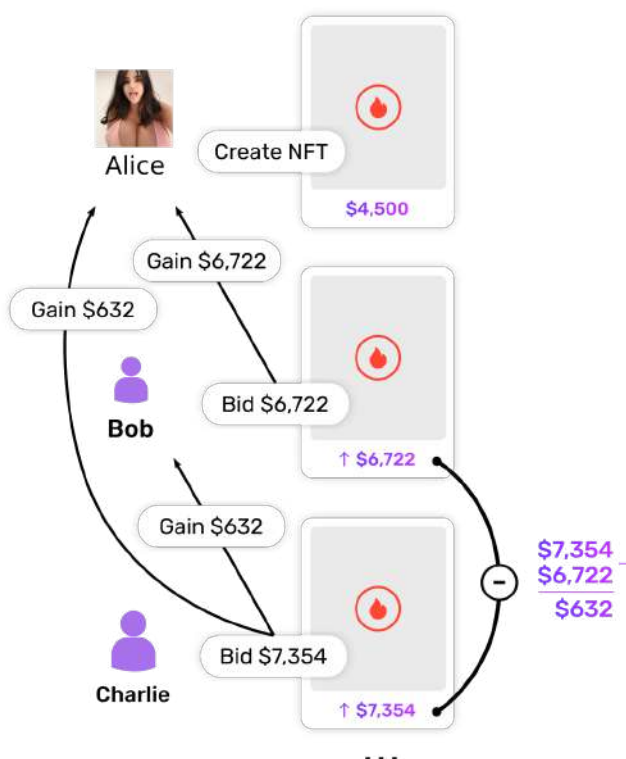 Alice
Create NFT
$4,500
Gain $6,722
Gain $632
Bob
Bid $6,722
↑ $6,722
Gain $632
$7,354
$6,722
$632
Charlie
Bid $7,354
↑ $7,354
...